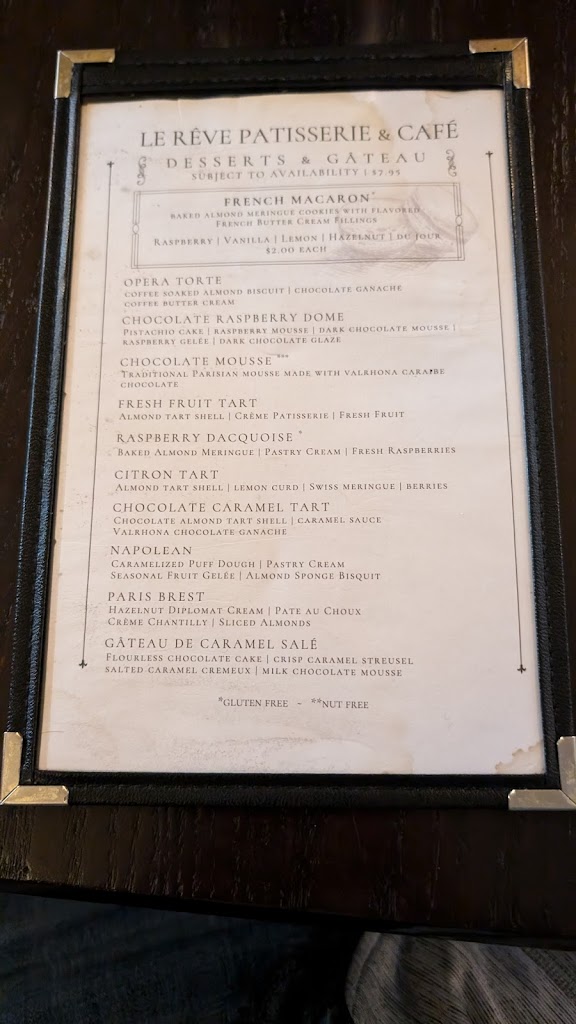 LE RÊVE PATISSERIE & CAFÉ
DESSERTS & GÂTEAU
SUBJECT TO AVAILABILITY | $7.95
FRENCH MACARON*
BAKED ALMOND MERINGUE COOKIES WITH FLAVORED
FRENCH BUTTER CREAM FILLINGS
RASPBERRY | VANILLA | LEMON | HAZELNUT | DU JOUR
$2.00 EACH
OPERA TORTE
COFFEE SOAKED ALMOND BISCUIT | CHOCOLATE GANACHE
COFFEE BUTTER CREAM
CHOCOLATE RASPBERRY DOME
PISTACHIO CAKE | RASPBERRY MOUSSE | DARK CHOCOLATE MOUSSE |
RASPBERRY GELÉE | DARK CHOCOLATE GLAZE
CHOCOLATE MOUSSE ***
TRADITIONAL PARISIAN MOUSSE MADE WITH VALRHONA CARAIBE
CHOCOLATE
FRESH FRUIT TART
ALMOND TART SHELL | CRÈME PATISSERIE | FRESH FRUIT
RASPBERRY DACQUOISE *
BAKED ALMOND MERINGUE | PASTRY CREAM | FRESH RASPBERRIES
CITRON TART
ALMOND TART SHELL | LEMON CURD | SWISS MERINGUE | BERRIES
CHOCOLATE CARAMEL TART
CHOCOLATE ALMOND TART SHELL | CARAMEL SAUCE
VALRHONA CHOCOLATE GANACHE
NAPOLEAN
CARAMELIZED PUFF DOUGH | PASTRY CREAM
SEASONAL FRUIT GELÉE | ALMOND SPONGE BISQUIT
PARIS BREST
HAZELNUT DIPLOMAT CREAM | PATE AU CHOUX
CRÈME CHANTILLY | SLICED ALMONDS
GÂTEAU DE CARAMEL SALÉ
FLOURLESS CHOCOLATE CAKE | CRISP CARAMEL STREUSEL
SALTED CARAMEL CREMEUX | MILK CHOCOLATE MOUSSE
*GLUTEN FREE ~ **NUT FREE